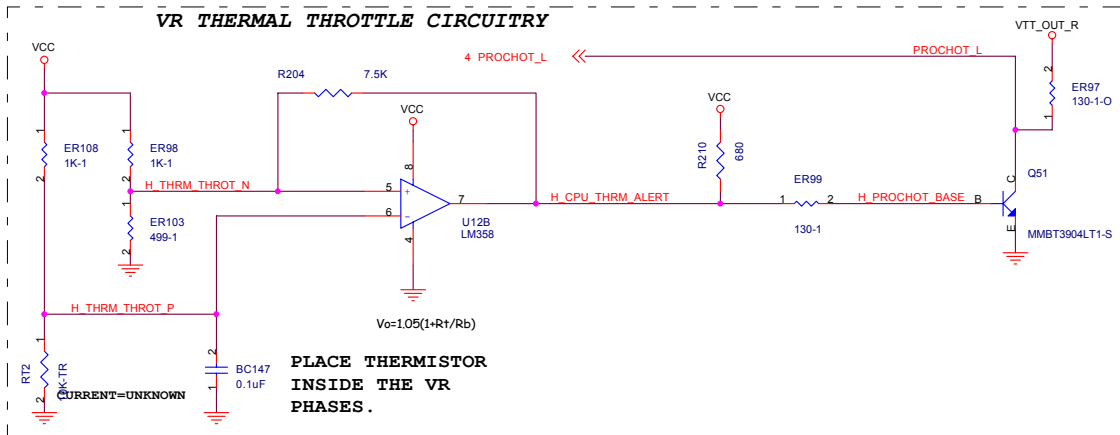 VR THERMAL THROTTLE CIRCUITRY
VTT_OUT_R
VCC
4 PROCHOT_L
PROCHOT_L
R204
7.5K
2
ER97
130-1-O
1
VCC
VCC
1
ER108
1K-1
2
1
ER98
1K-1
2
8
R210
680
C
Q51
H_THRM_THROT_N
5
+
6
−
7
U12B
LM358
4
H_CPU_THRM_ALERT
1
ER99
2
130-1
H_PROCHOT_BASE
B
E
MMBT3904LT1-S
1
ER103
499-1
2
H_THRM_THROT_P
Vo=1.05(1+Rt/Rb)
1
RT2
10K-TR
2
CURRENT=UNKNOWN
2
BC147
0.1uF
1
PLACE THERMISTOR
INSIDE THE VR
PHASES.